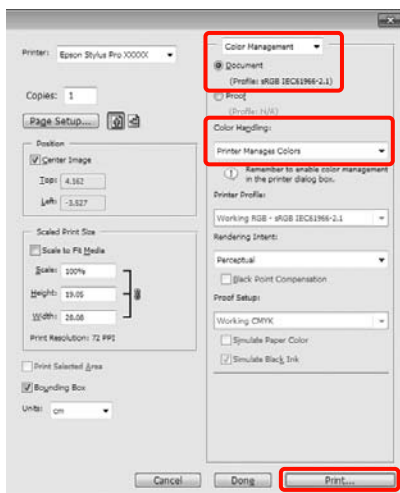 Printer: Epson Stylus Pro XXXXX
Copies: 1
Page Setup...
Position
Center Image
Top: 4.162
Left: -3.527
Scaled Print Size
Scale to Fit Media
Scale: 100%
Height: 19.05
Width: 28.08
Print Resolution: 72 PPI
Print Selected Area
Bounding Box
Units: cm
Color Management
Document
(Profile: sRGB IEC61966-2.1)
Proof
(Profile: N/A)
Color Handling:
Printer Manages Colors
Remember to enable color management
in the printer dialog box.
Printer Profile:
Working RGB - sRGB IEC61966-2.1
Rendering Intent:
Perceptual
Black Point Compensation
Proof Setup:
Working CMYK
Simulate Paper Color
Simulate Black Ink
Cancel
Done
Print...